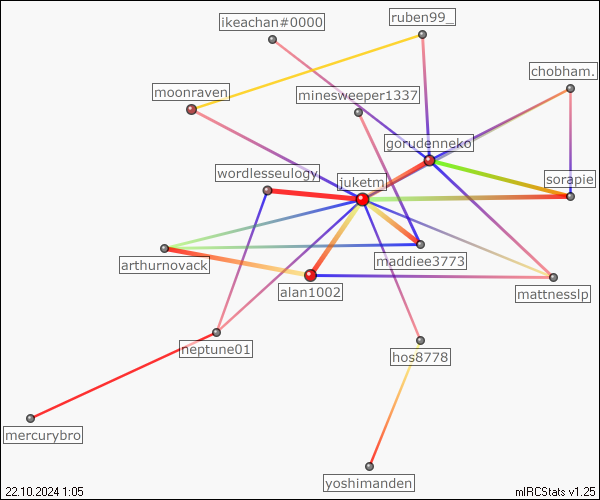 ikeachan#0000
ruben99_
chobham.
moonraven
minesweeper1337
gorudenneko
wordlesseulogy
juketm
sorapie
arthurnovack
maddiee3773
alan1002
mattnesslp
neptune01
hos8778
mercurybro
yoshimanden
22.10.2024 1:05
mIRCStats v1.25